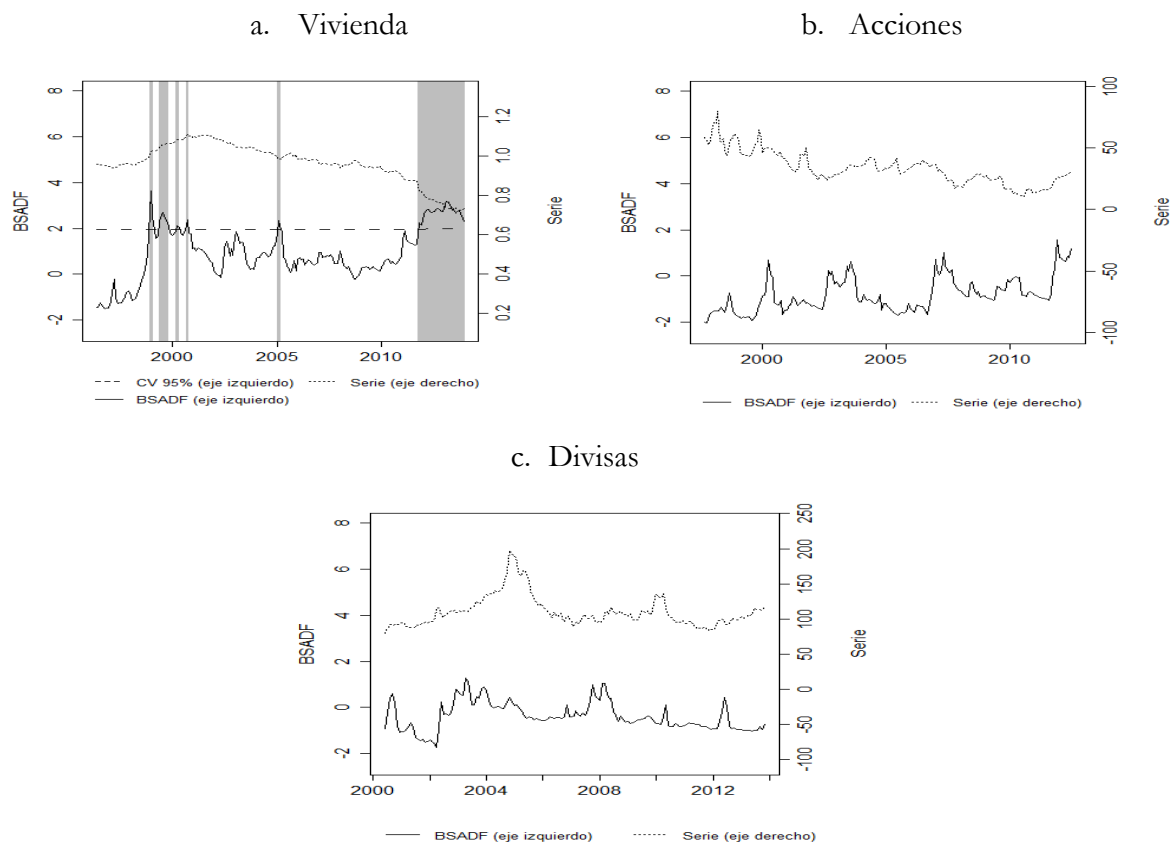 a. Vivienda
b. Acciones
BSADF
8
6
4
2
0
-2
1.2
1.0
0.8
0.6
0.4
0.2
Serie
2000 2005 2010
CV 95% (eje izquierdo) Serie (eje derecho)
BSADF (eje izquierdo)
BSADF
8
6
4
2
0
-2
100
50
0
-50
-100
Serie
2000 2005 2010
BSADF (eje izquierdo) Serie (eje derecho)
c. Divisas
BSADF
8
6
4
2
0
-2
250
200
150
100
50
0
-50
-100
Serie
2000 2004 2008 2012
BSADF (eje izquierdo) Serie (eje derecho)